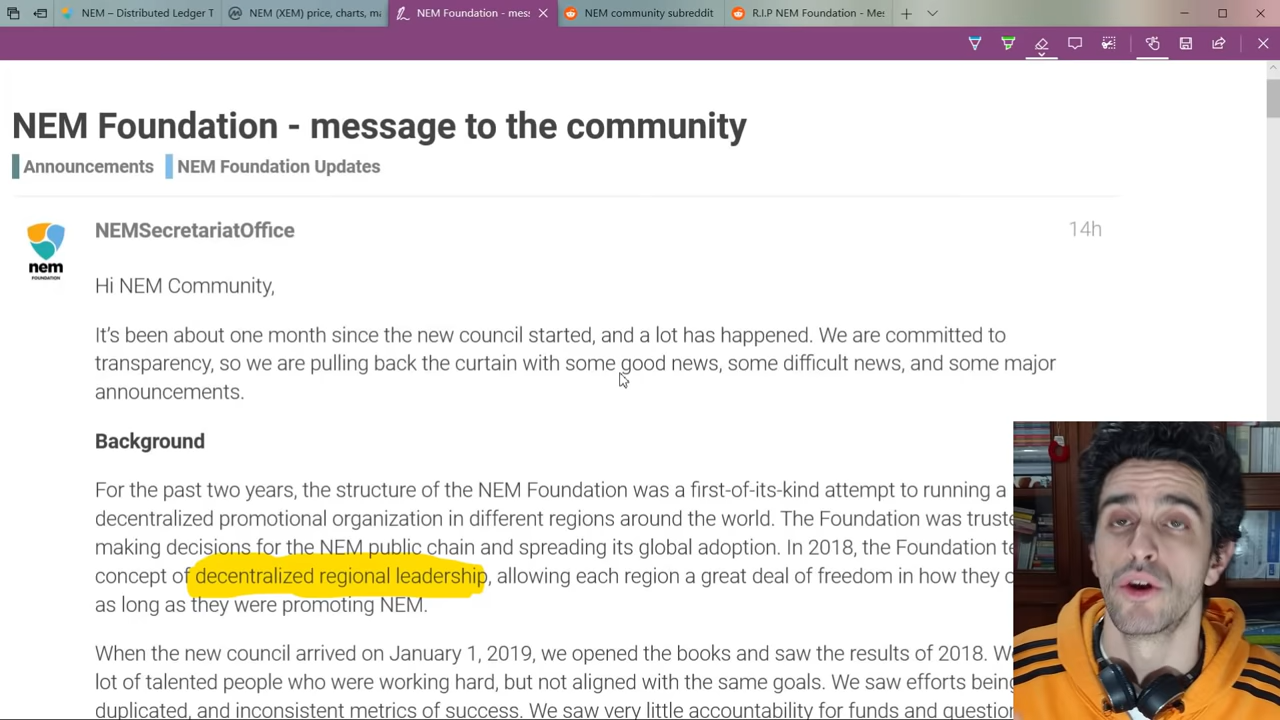 NEM – Distributed Ledger T
NEM (XEM) price, charts, ma
NEM Foundation - mess
NEM community subreddit
R.I.P NEM Foundation - Mes
NEM Foundation - message to the community
Announcements
NEM Foundation Updates
nem
FOUNDATION
NEMSecretariatOffice
14h
Hi NEM Community,
It's been about one month since the new council started, and a lot has happened. We are committed to
transparency, so we are pulling back the curtain with some good news, some difficult news, and some major
announcements.
Background
For the past two years, the structure of the NEM Foundation was a first-of-its-kind attempt to running a
decentralized promotional organization in different regions around the world. The Foundation was truste
making decisions for the NEM public chain and spreading its global adoption. In 2018, the Foundation te
concept of decentralized regional leadership, allowing each region a great deal of freedom in how they o
as long as they were promoting NEM.
When the new council arrived on January 1, 2019, we opened the books and saw the results of 2018. We
lot of talented people who were working hard, but not aligned with the same goals. We saw efforts being
duplicated, and inconsistent metrics of success. We saw very little accountability for funds and question